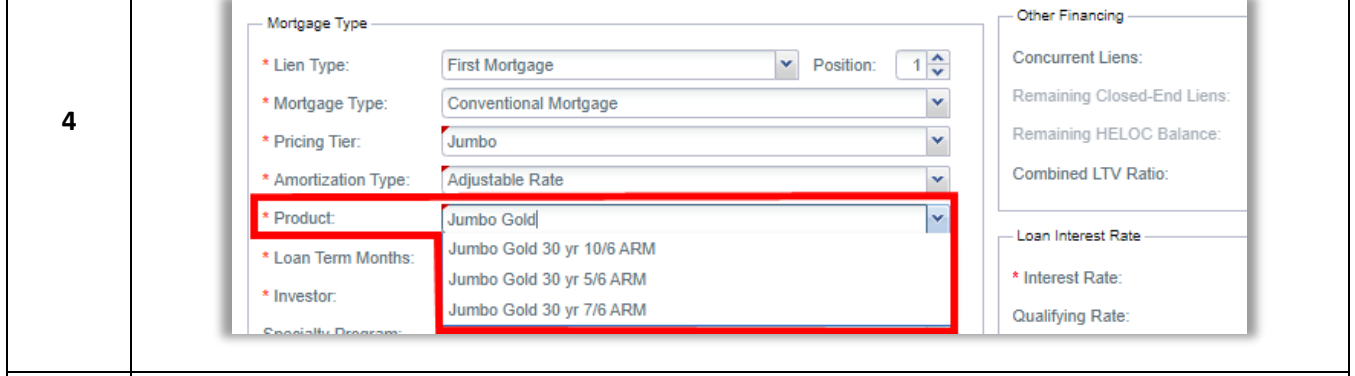 4
Mortgage Type
* Lien Type: First Mortgage Position: 1
* Mortgage Type: Conventional Mortgage
* Pricing Tier: Jumbo
* Amortization Type: Adjustable Rate
* Product: Jumbo Gold
Jumbo Gold 30 yr 10/6 ARM
* Loan Term Months:
Jumbo Gold 30 yr 5/6 ARM
* Investor:
Jumbo Gold 30 yr 7/6 ARM
Specialty Program:
Other Financing
Concurrent Liens:
Remaining Closed-End Liens:
Remaining HELOC Balance:
Combined LTV Ratio:
Loan Interest Rate
* Interest Rate:
Qualifying Rate: